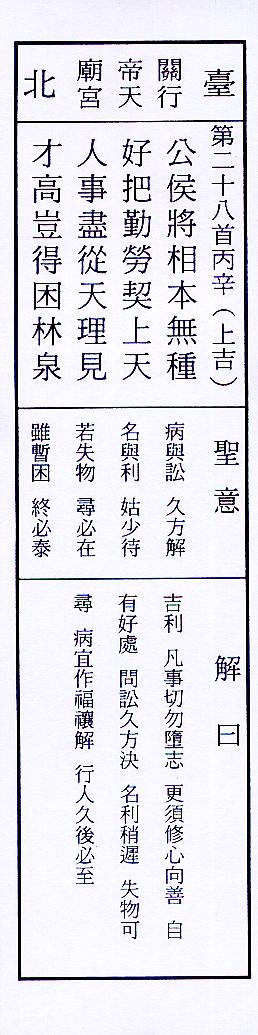 臺北
關行
帝天
廟宮
第二十八首丙辛（上吉）
公侯將相本無種
好把勤勞契上天
人事盡從天理見
才高豈得困林泉
聖意
病與訟 久方解
名與利 姑少待
若失物 尋必在
雖暫困 終必泰
解曰
吉利 凡事切勿墮志 更須修心向善 自
有好處 問訟久方決 名利稍遲 失物可
尋 病宜作福禳解 行人久後必至